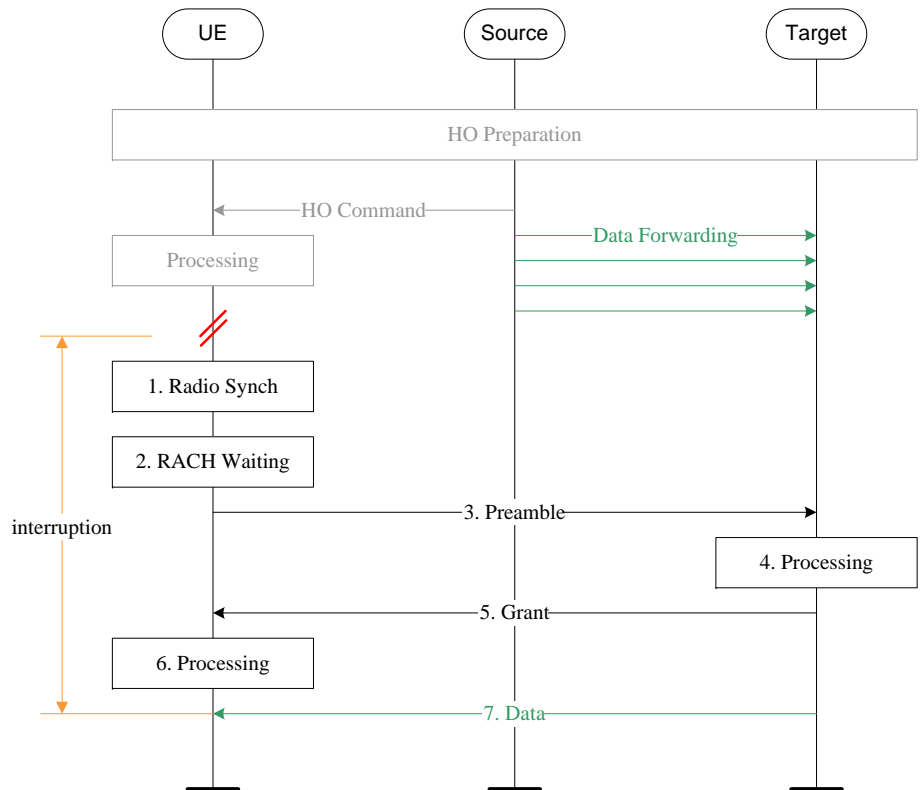 UE
Source
Target
HO Preparation
HO Command
Data Forwarding
Processing
1. Radio Synch
2. RACH Waiting
3. Preamble
interruption
4. Processing
5. Grant
6. Processing
7. Data